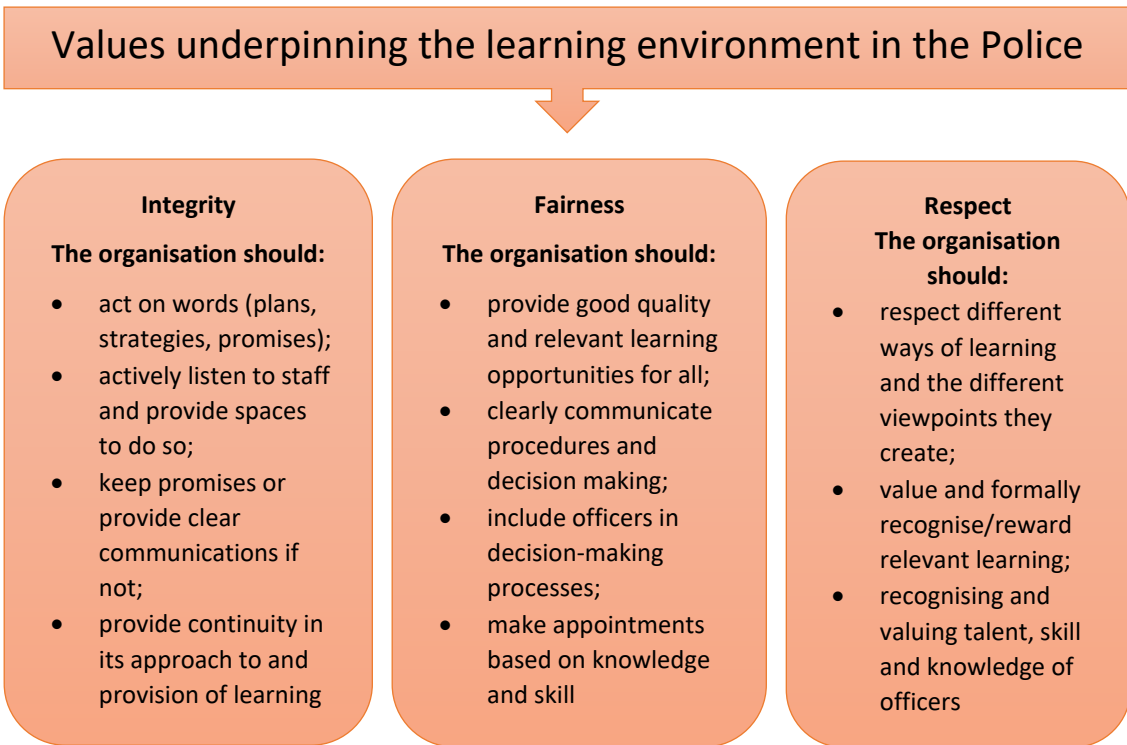 Values underpinning the learning environment in the Police
Integrity
The organisation should:
• act on words (plans,
strategies, promises);
• actively listen to staff
and provide spaces
to do so;
• keep promises or
provide clear
communications if
not;
• provide continuity in
its approach to and
provision of learning
Fairness
The organisation should:
• provide good quality
and relevant learning
opportunities for all;
• clearly communicate
procedures and
decision making;
• include officers in
decision-making
processes;
• make appointments
based on knowledge
and skill
Respect
The organisation
should:
• respect different
ways of learning
and the different
viewpoints they
create;
• value and formally
recognise/reward
relevant learning;
• recognising and
valuing talent, skill
and knowledge of
officers